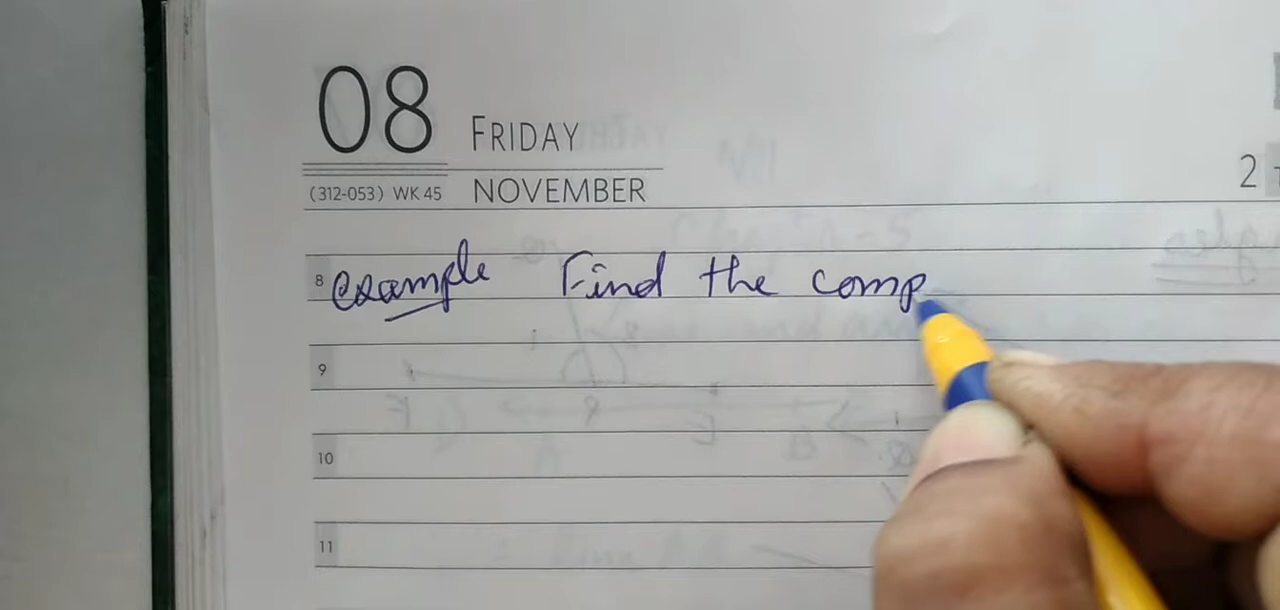 08 FRIDAY
(312-053) WK 45 NOVEMBER
2
8 example Find the comp
9
10
11